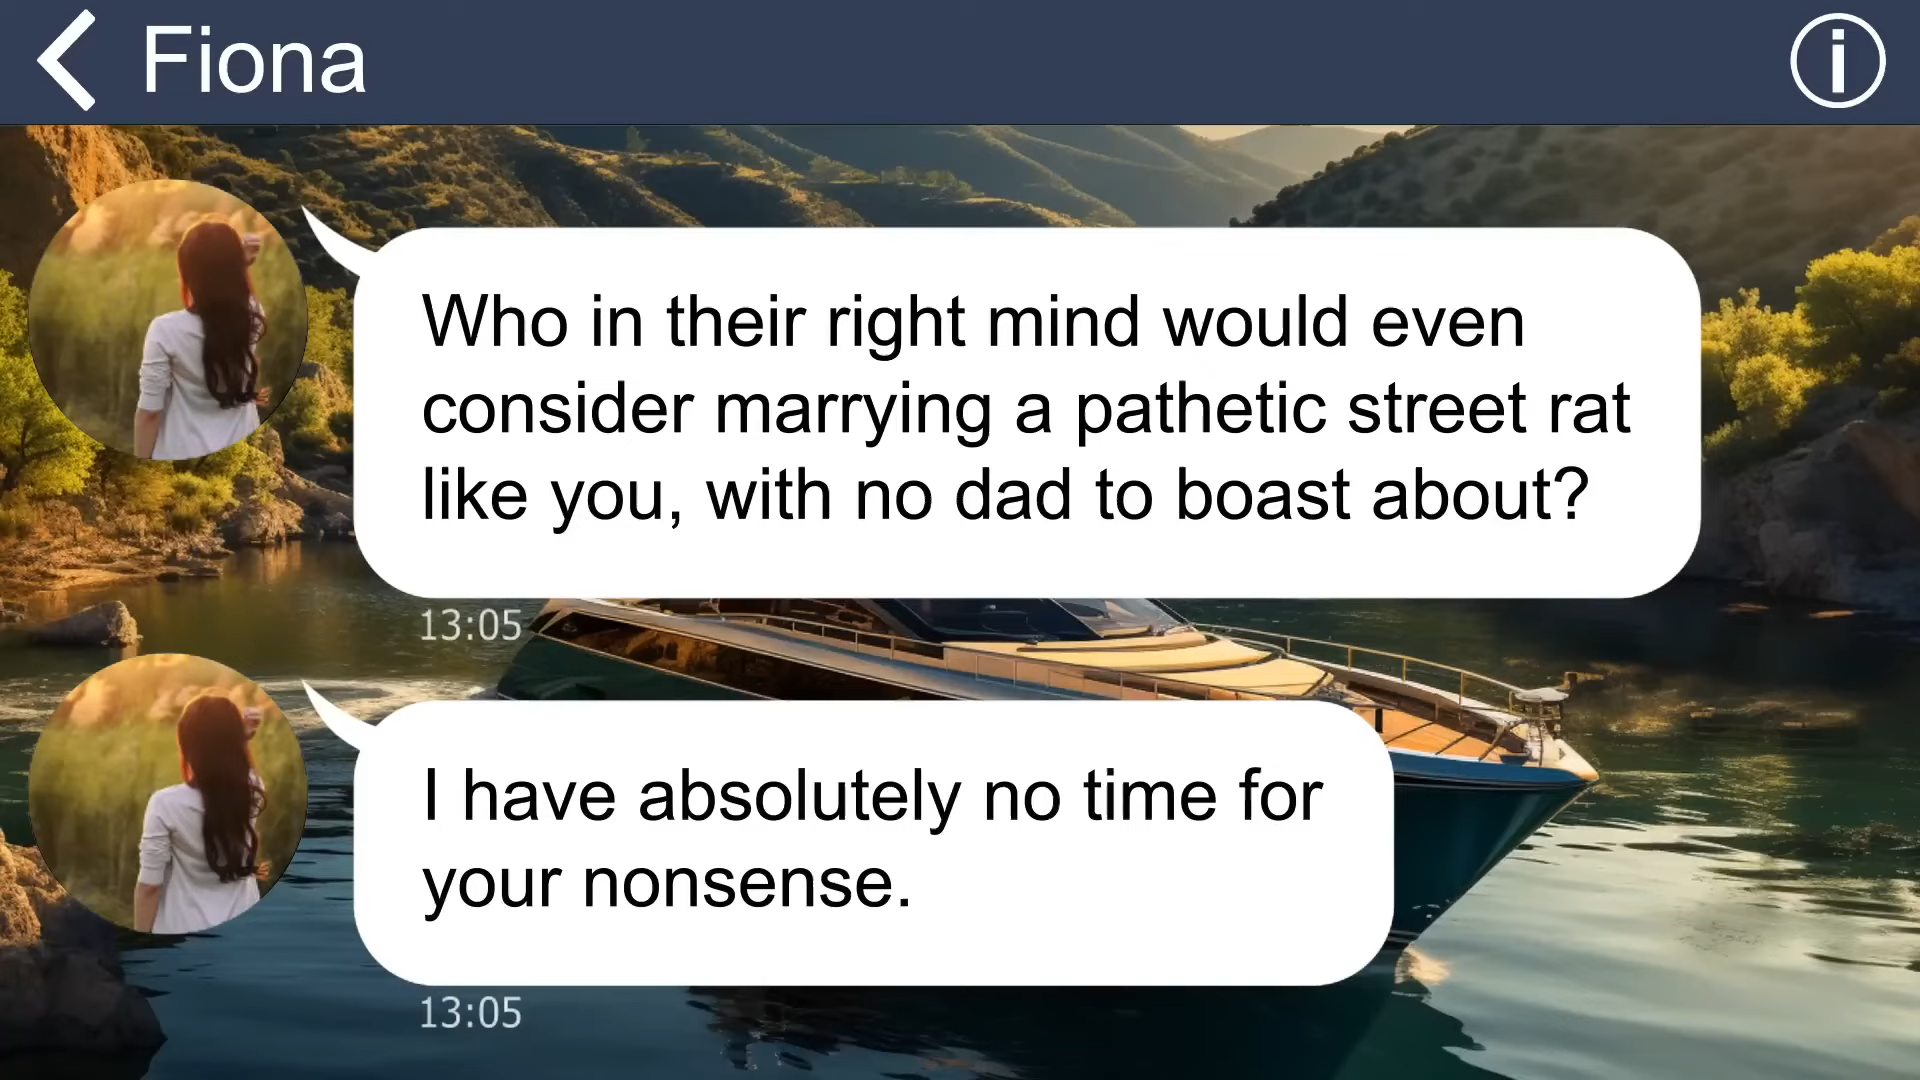 Fiona
Who in their right mind would even
consider marrying a pathetic street rat
like you, with no dad to boast about?
13:05
I have absolutely no time for
your nonsense.
13:05